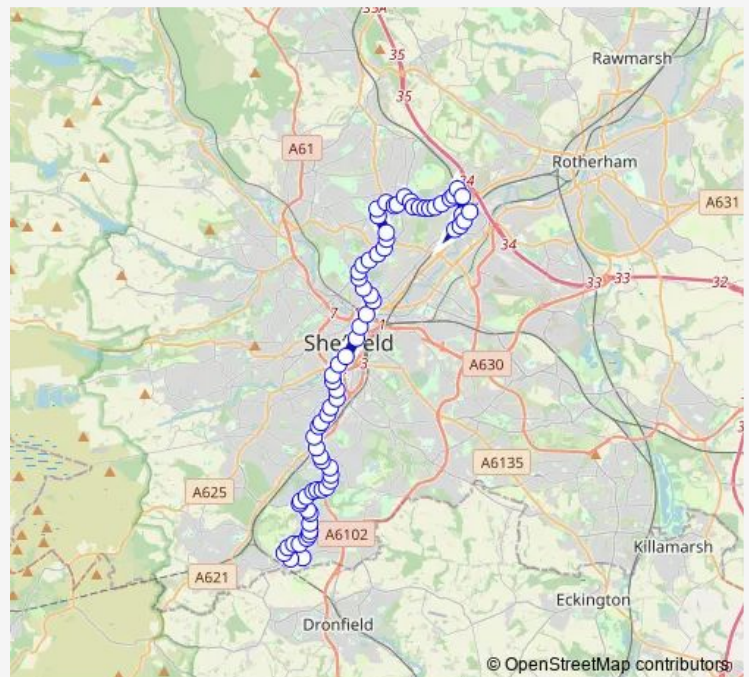 33A
35
Rawmarsh
35
A61
Rotherham
34
A631
34
33
33
32
7
1
Sheffield
3
A630
A6135
A625
A6102
Killamarsh
A621
Eckington
Dronfield
© OpenStreetMap contributors